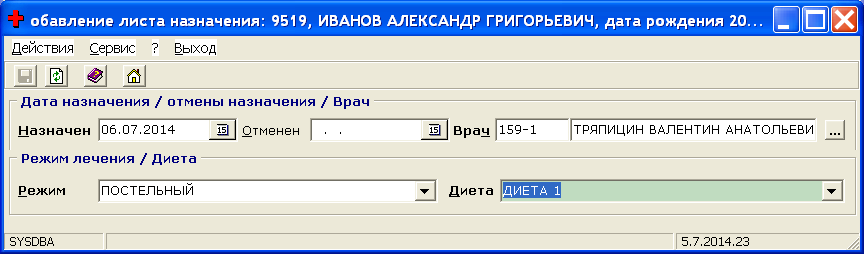 обавление листа назначения: 9519, ИВАНОВ АЛЕКСАНДР ГРИГОРЬЕВИЧ, дата рождения 20...
Действия Сервис ? Выход
Дата назначения / отмены назначения / Врач
Назначен 06.07.2014 15 Отменен . . 15 Врач 159-1 ТРЯПИЦИН ВАЛЕНТИН АНАТОЛЬЕВИ ...
Режим лечения / Диета
Режим ПОСТЕЛЬНЫЙ Диета ДИЕТА 1
SYSDBA 5.7.2014.23